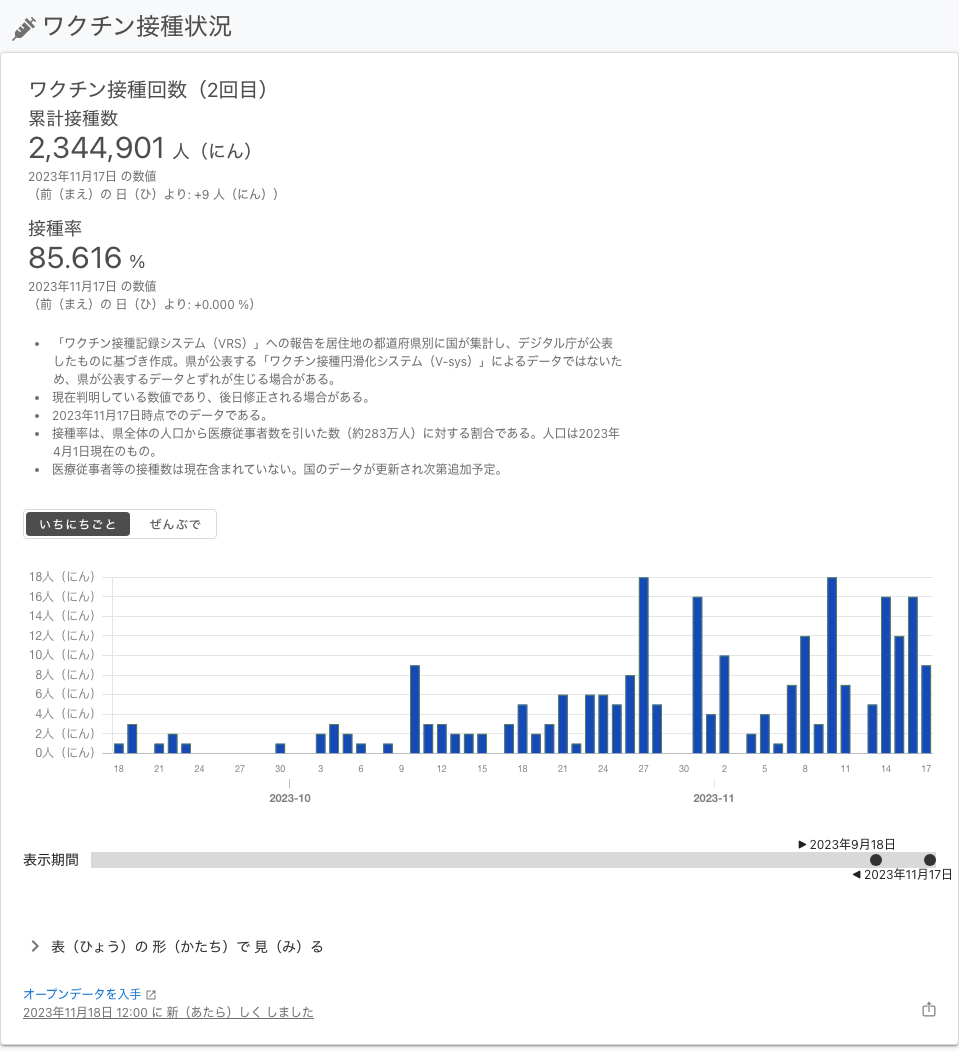 ワクチン接種状況
ワクチン接種回数（2回目）
累計接種数
2,344,901 人（にん）
2023年11月17日 の数値
（前（まえ）の 日（ひ）より: +9 人（にん））
接種率
85.616 %
2023年11月17日 の数値
（前（まえ）の 日（ひ）より: +0.000 %）
• 「ワクチン接種記録システム（VRS）」への報告を居住地の都道府県別に国が集計し、デジタル庁が公表
したものに基づき作成。県が公表する「ワクチン接種円滑化システム（V-sys）」によるデータではないた
め、県が公表するデータとずれが生じる場合がある。
• 現在判明している数値であり、後日修正される場合がある。
• 2023年11月17日時点でのデータである。
• 接種率は、県全体の人口から医療従事者数を引いた数（約283万人）に対する割合である。人口は2023年
4月1日現在のもの。
• 医療従事者等の接種数は現在含まれていない。国のデータが更新され次第追加予定。
いちにちごと ぜんぶで
18人（にん）
16人（にん）
14人（にん）
12人（にん）
10人（にん）
8人（にん）
6人（にん）
4人（にん）
2人（にん）
0人（にん）
18 21 24 27 30 3 6 9 12 15 18 21 24 27 30 2 5 8 11 14 17
2023-10 2023-11
▶ 2023年9月18日
表示期間
◀ 2023年11月17日
表（ひょう）の 形（かたち）で 見（み）る
オープンデータを入手
2023年11月18日 12:00 に 新（あたら）しく しました